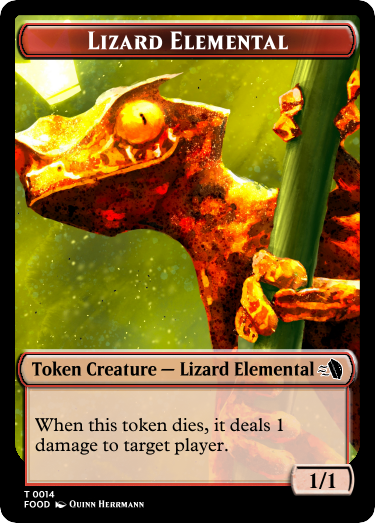 Lizard Elemental
Token Creature — Lizard Elemental
When this token dies, it deals 1
damage to target player.
1/1
T 0014
FOOD Quinn Herrmann